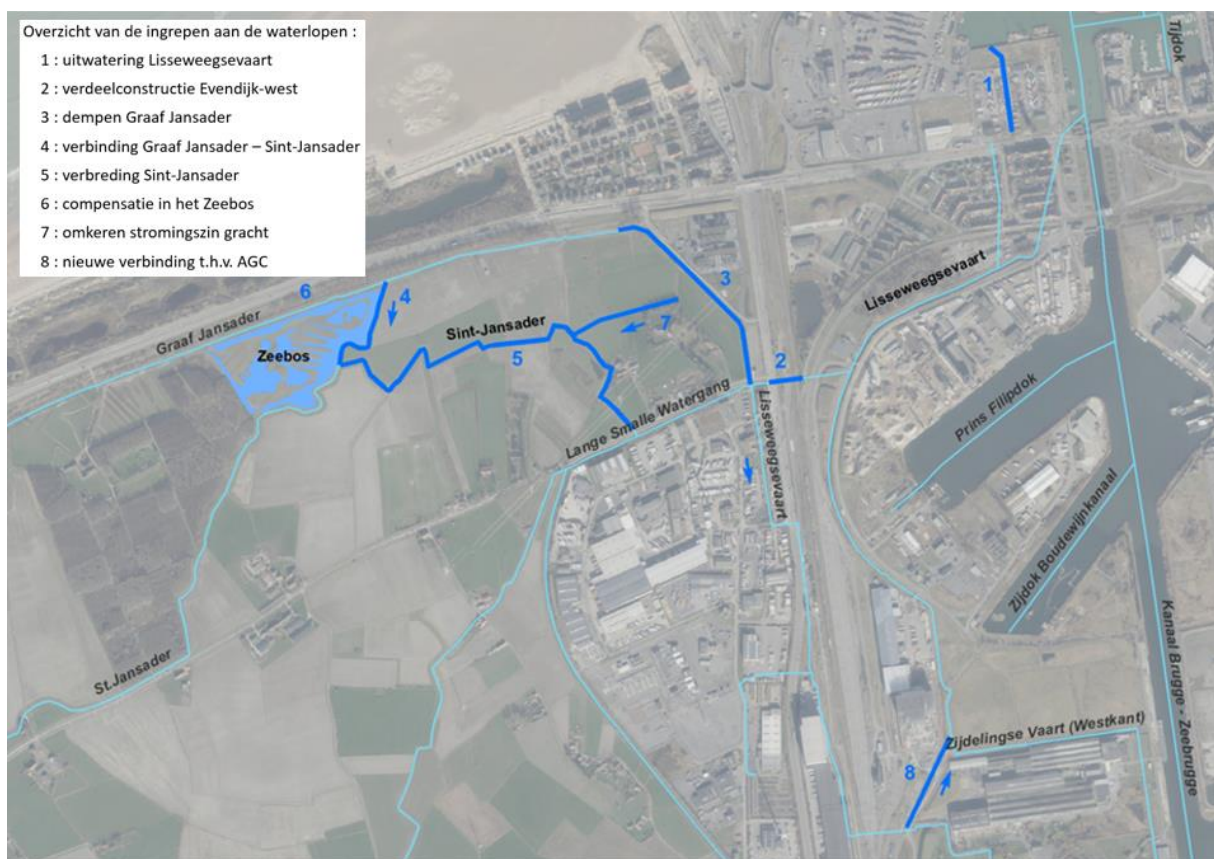 Overzicht van de ingrepen aan de waterlopen :
1 : uitwatering Lisseweegsevaart
2 : verdeelconstructie Evendijk-west
3 : dempen Graaf Jansader
4 : verbinding Graaf Jansader – Sint-Jansader
5 : verbreding Sint-Jansader
6 : compensatie in het Zeebos
7 : omkeren stromingszin gracht
8 : nieuwe verbinding t.h.v. AGC
Tijdok
1
Lisseweegsevaart
3
6
4
Graaf Jansader
Zeebos
Sint-Jansader
7
5
2
Lange Smalle Watergang
Lisseweegsevaart
Prins Filipdok
Zijdok Boudewijnkanaal
Kanaal Brugge - Zeebrugge
St.Jansader
Zijdelingse Vaart (Westkant)
8